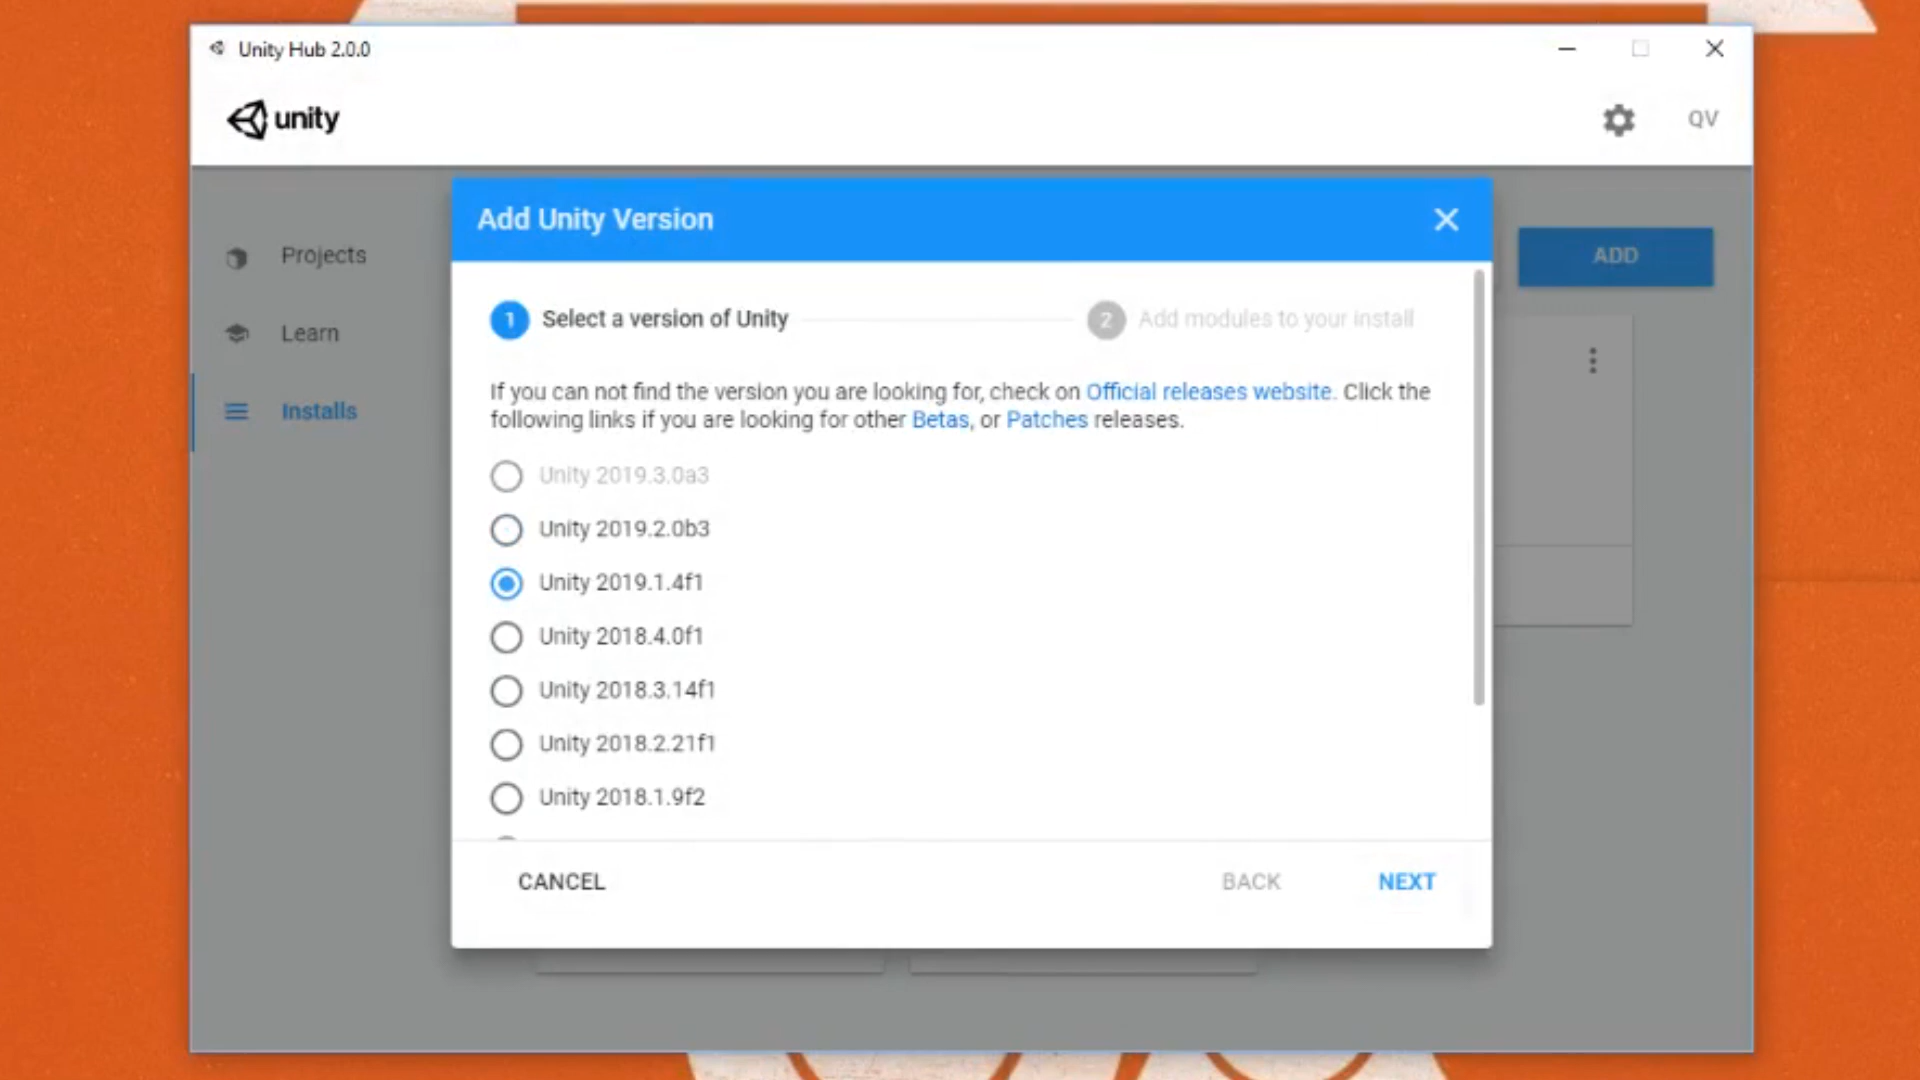 Unity Hub 2.0.0
unity
QV
Projects
Learn
Installs
ADD
Add Unity Version
1 Select a version of Unity
2 Add modules to your install
If you can not find the version you are looking for, check on Official releases website. Click the
following links if you are looking for other Betas, or Patches releases.
Unity 2019.3.0a3
Unity 2019.2.0b3
Unity 2019.1.4f1
Unity 2018.4.0f1
Unity 2018.3.14f1
Unity 2018.2.21f1
Unity 2018.1.9f2
CANCEL
BACK
NEXT